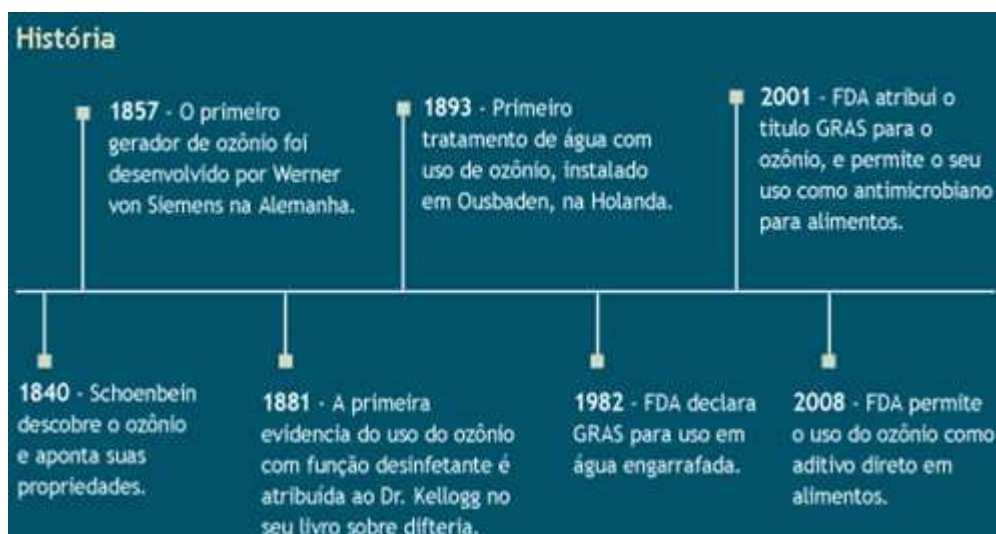 História
1857 - O primeiro
gerador de ozônio foi
desenvolvido por Werner
von Siemens na Alemanha.
1893 - Primeiro
tratamento de água com
uso de ozônio, instalado
em Ousbaden, na Holanda.
2001 - FDA atribui o
titulo GRAS para o
ozônio, e permite o seu
uso como antimicrobiano
para alimentos.
1840 - Schoenbein
descobre o ozônio
e aponta suas
propriedades.
1881 - A primeira
evidencia do uso do ozônio
com função desinfetante é
atribuída ao Dr. Kellogg no
seu livro sobre difteria.
1982 - FDA declara
GRAS para uso em
água engarrafada.
2008 - FDA permite
o uso do ozônio como
aditivo direto em
alimentos.